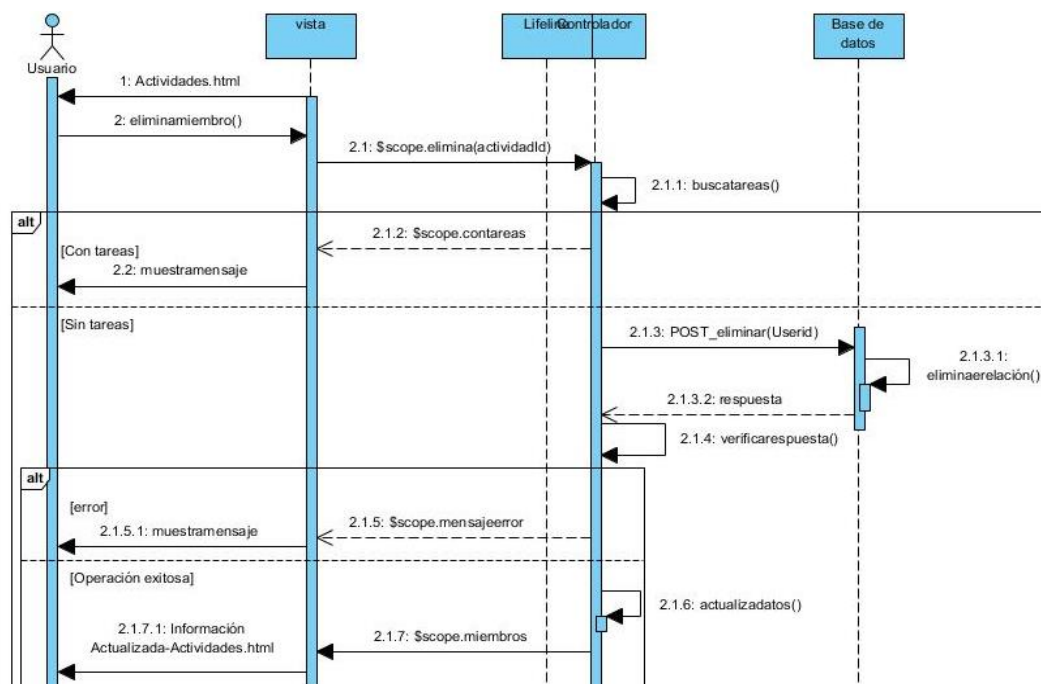 Usuario
vista
Lifeline
Controlador
Base de
datos
1: Actividades.html
2: eliminamiembro()
2.1: $scope.elimina(actividadId)
2.1.1: buscatareas()
alt
2.1.2: $scope.contareas
[Con tareas]
2.2: muestramensaje
[Sin tareas]
2.1.3: POST_eliminar(Userid)
2.1.3.1:
eliminaerelación()
2.1.3.2: respuesta
2.1.4: verificarespuesta()
alt
[error]
2.1.5: $scope.mensajeerror
2.1.5.1: muestramensaje
[Operación exitosa]
2.1.6: actualizadatos()
2.1.7: $scope.miembros
2.1.7.1: Información
Actualizada-Actividades.html